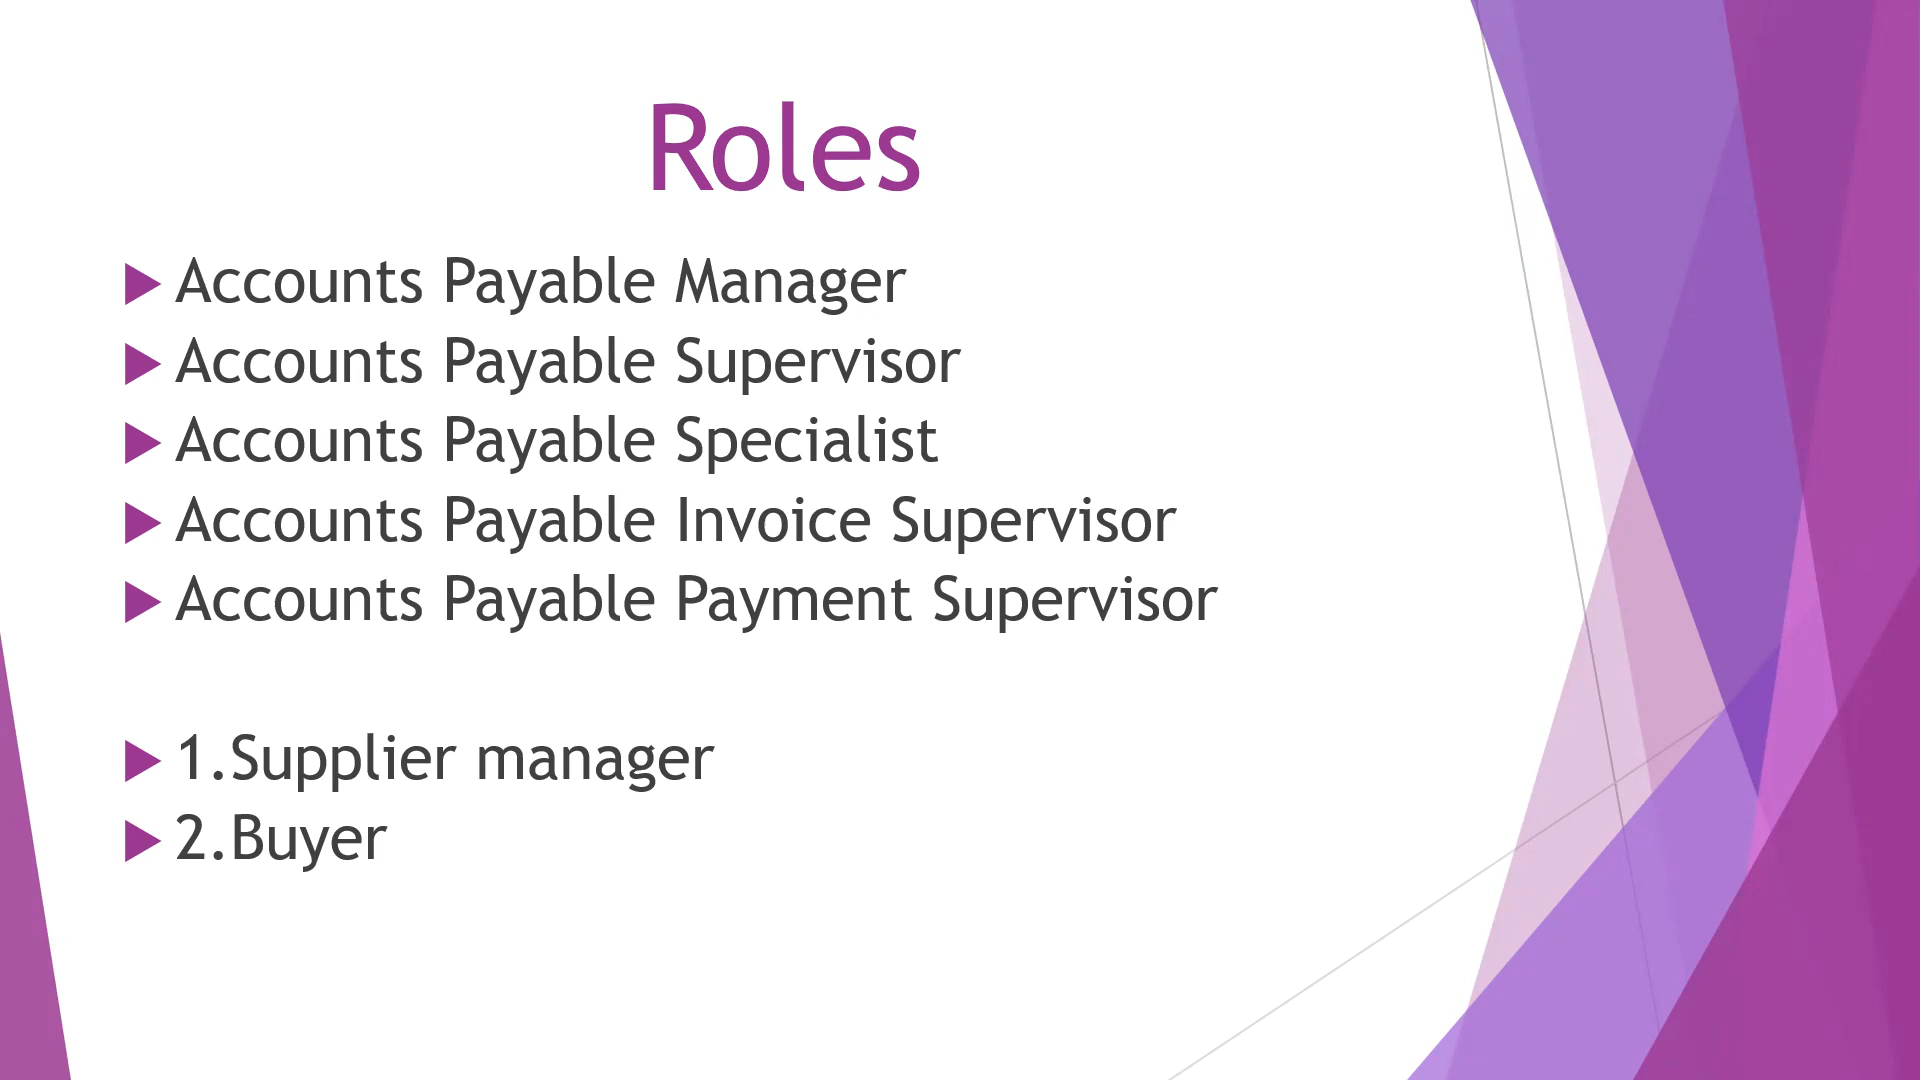 Roles
Accounts Payable Manager
Accounts Payable Supervisor
Accounts Payable Specialist
Accounts Payable Invoice Supervisor
Accounts Payable Payment Supervisor
1.Supplier manager
2.Buyer